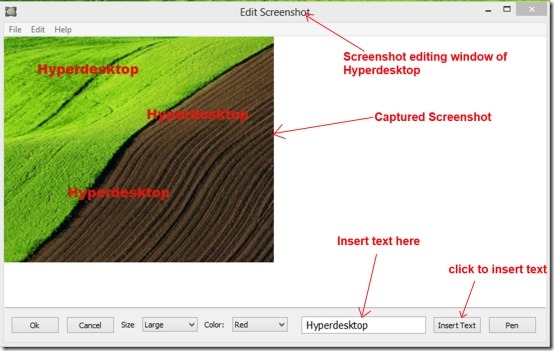 Edit Screenshot
File Edit Help
Hyperdesktop
Hyperdesktop
Hyperdesktop
Screenshot editing window of
Hyperdesktop
Captured Screenshot
Insert text here
click to insert text
Ok Cancel Size Large Color: Red Hyperdesktop Insert Text Pen